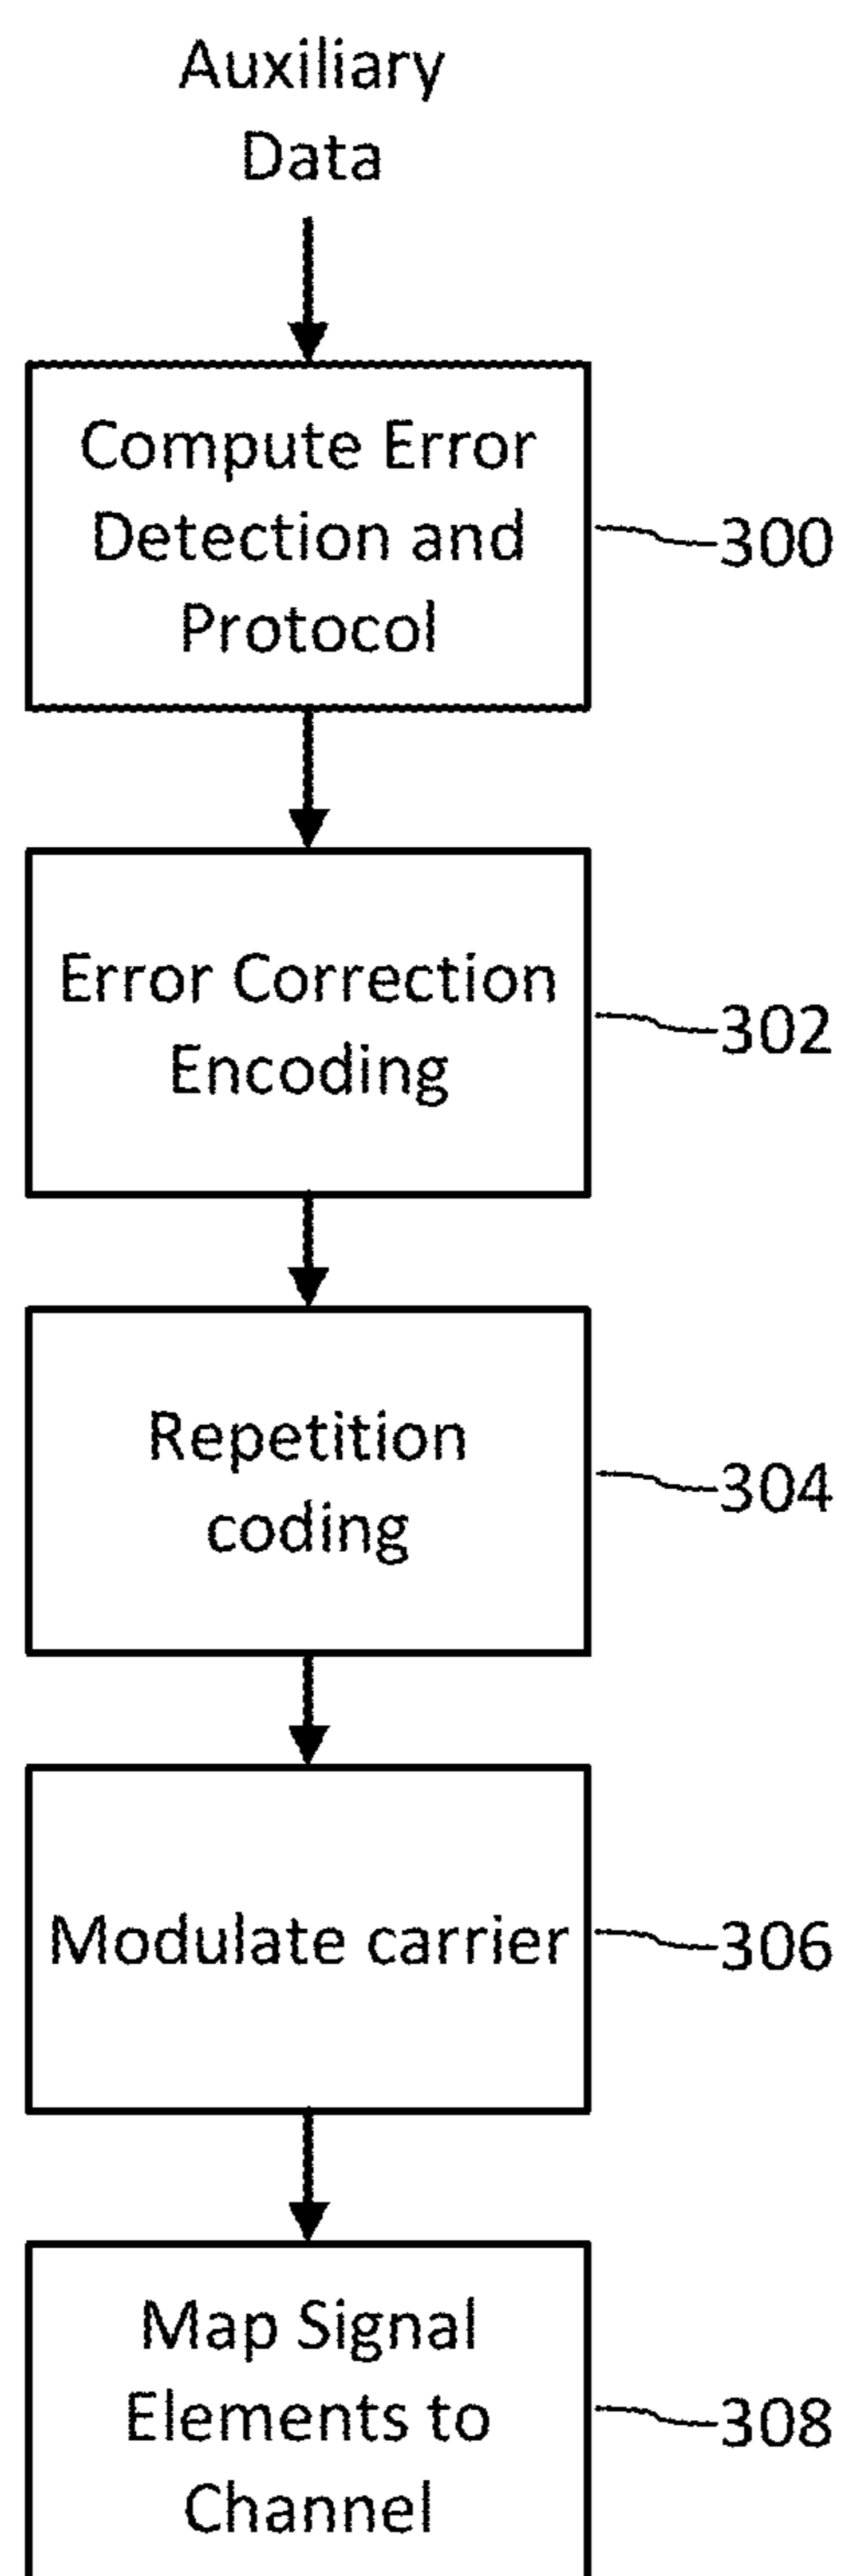 Auxiliary
Data
Compute Error
Detection and
Protocol
300
Error Correction
Encoding
302
Repetition
coding
304
Modulate carrier
306
Map Signal
Elements to
Channel
308